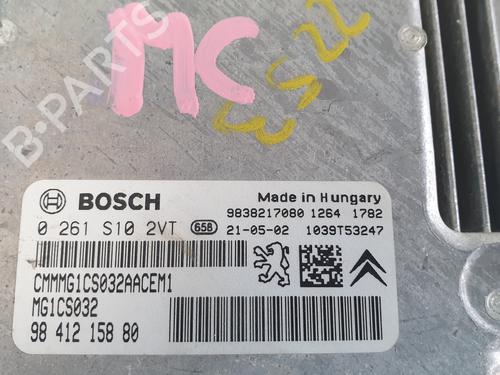 MC
B-PARTS
BOSCH
Made in Hungary
9838217080 1264 1782
0 261 S10 2VT 658 21-05-02 1039T53247
CMMMG1CS032AACEM1
MG1CS032
98 412 158 80